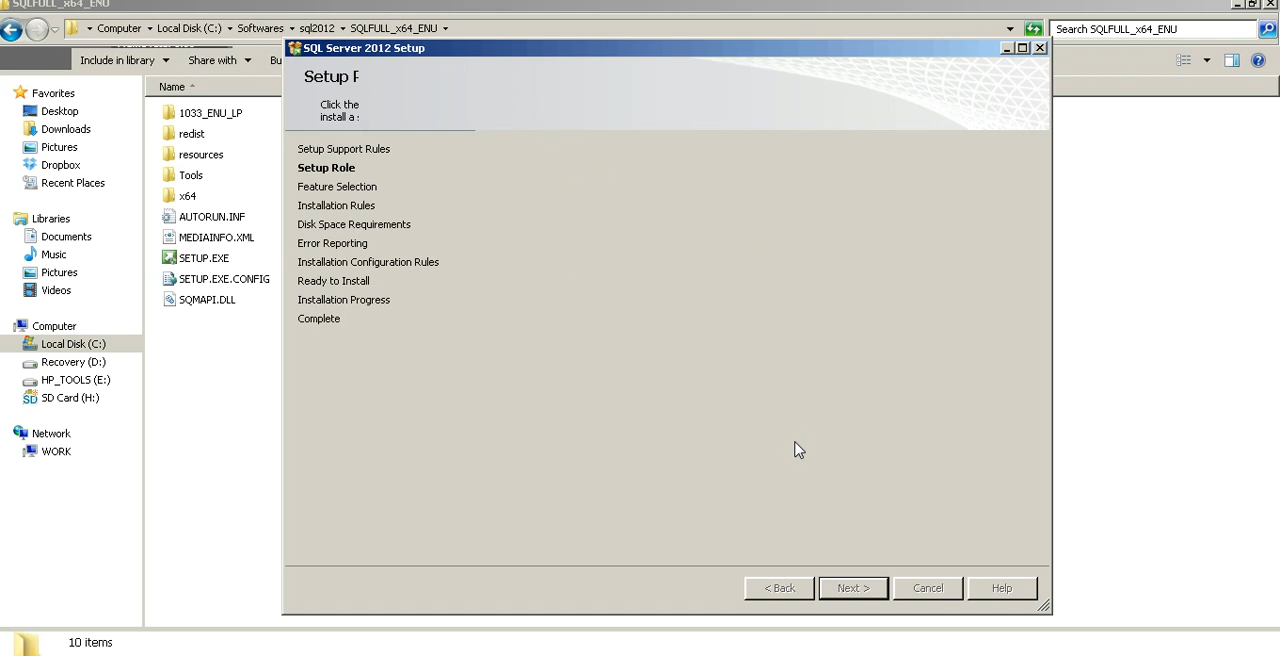 SQLFULL_x64_ENU
Computer
Local Disk (C:)
Softwares
sql2012
SQLFULL_x64_ENU
Search SQLFULL_x64_ENU
Include in library
Share with
Bu
SQL Server 2012 Setup
Setup
Click the
install a
Name
Favorites
Desktop
Downloads
Pictures
Dropbox
Recent Places
Libraries
Documents
Music
Pictures
Videos
Computer
Local Disk (C:)
Recovery (D:)
HP_TOOLS (E:)
SD Card (H:)
Network
WORK
1033_ENU_LP
redist
resources
Tools
x64
AUTORUN.INF
MEDIAINFO.XML
SETUP.EXE
SETUP.EXE.CONFIG
SQMAPI.DLL
Setup Support Rules
Setup Role
Feature Selection
Installation Rules
Disk Space Requirements
Error Reporting
Installation Configuration Rules
Ready to Install
Installation Progress
Complete
< Back
Next >
Cancel
Help
10 items